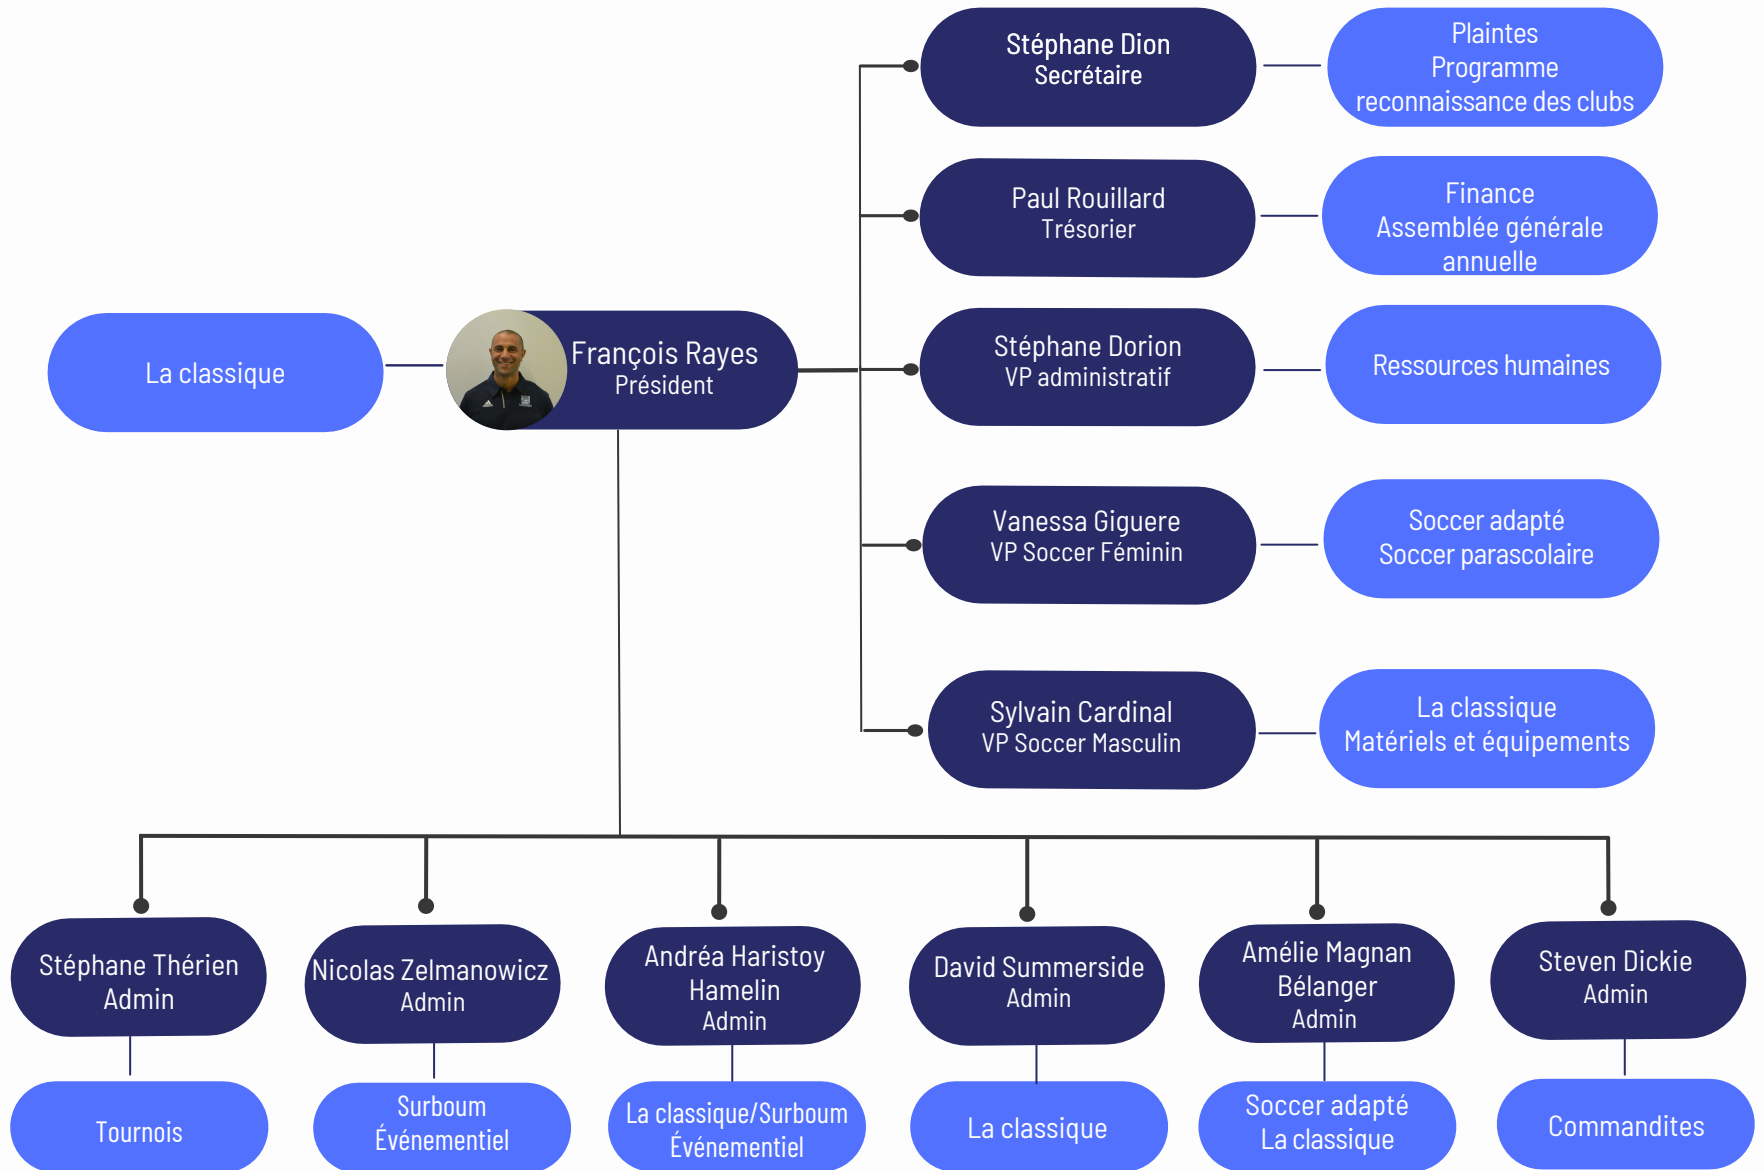 Stéphane Dion
Secrétaire
Plaintes
Programme
reconnaissance des clubs
Paul Rouillard
Trésorier
Finance
Assemblée générale
annuelle
La classique
François Rayes
Président
Stéphane Dorion
VP administratif
Ressources humaines
Vanessa Giguere
VP Soccer Féminin
Soccer adapté
Soccer parascolaire
Sylvain Cardinal
VP Soccer Masculin
La classique
Matériels et équipements
Stéphane Thérien
Admin
Nicolas Zelmanowicz
Admin
Andréa Haristoy
Hamelin
Admin
David Summerside
Admin
Amélie Magnan
Bélanger
Admin
Steven Dickie
Admin
Tournois
Surboum
Événementiel
La classique/Surboum
Événementiel
La classique
Soccer adapté
La classique
Commandites